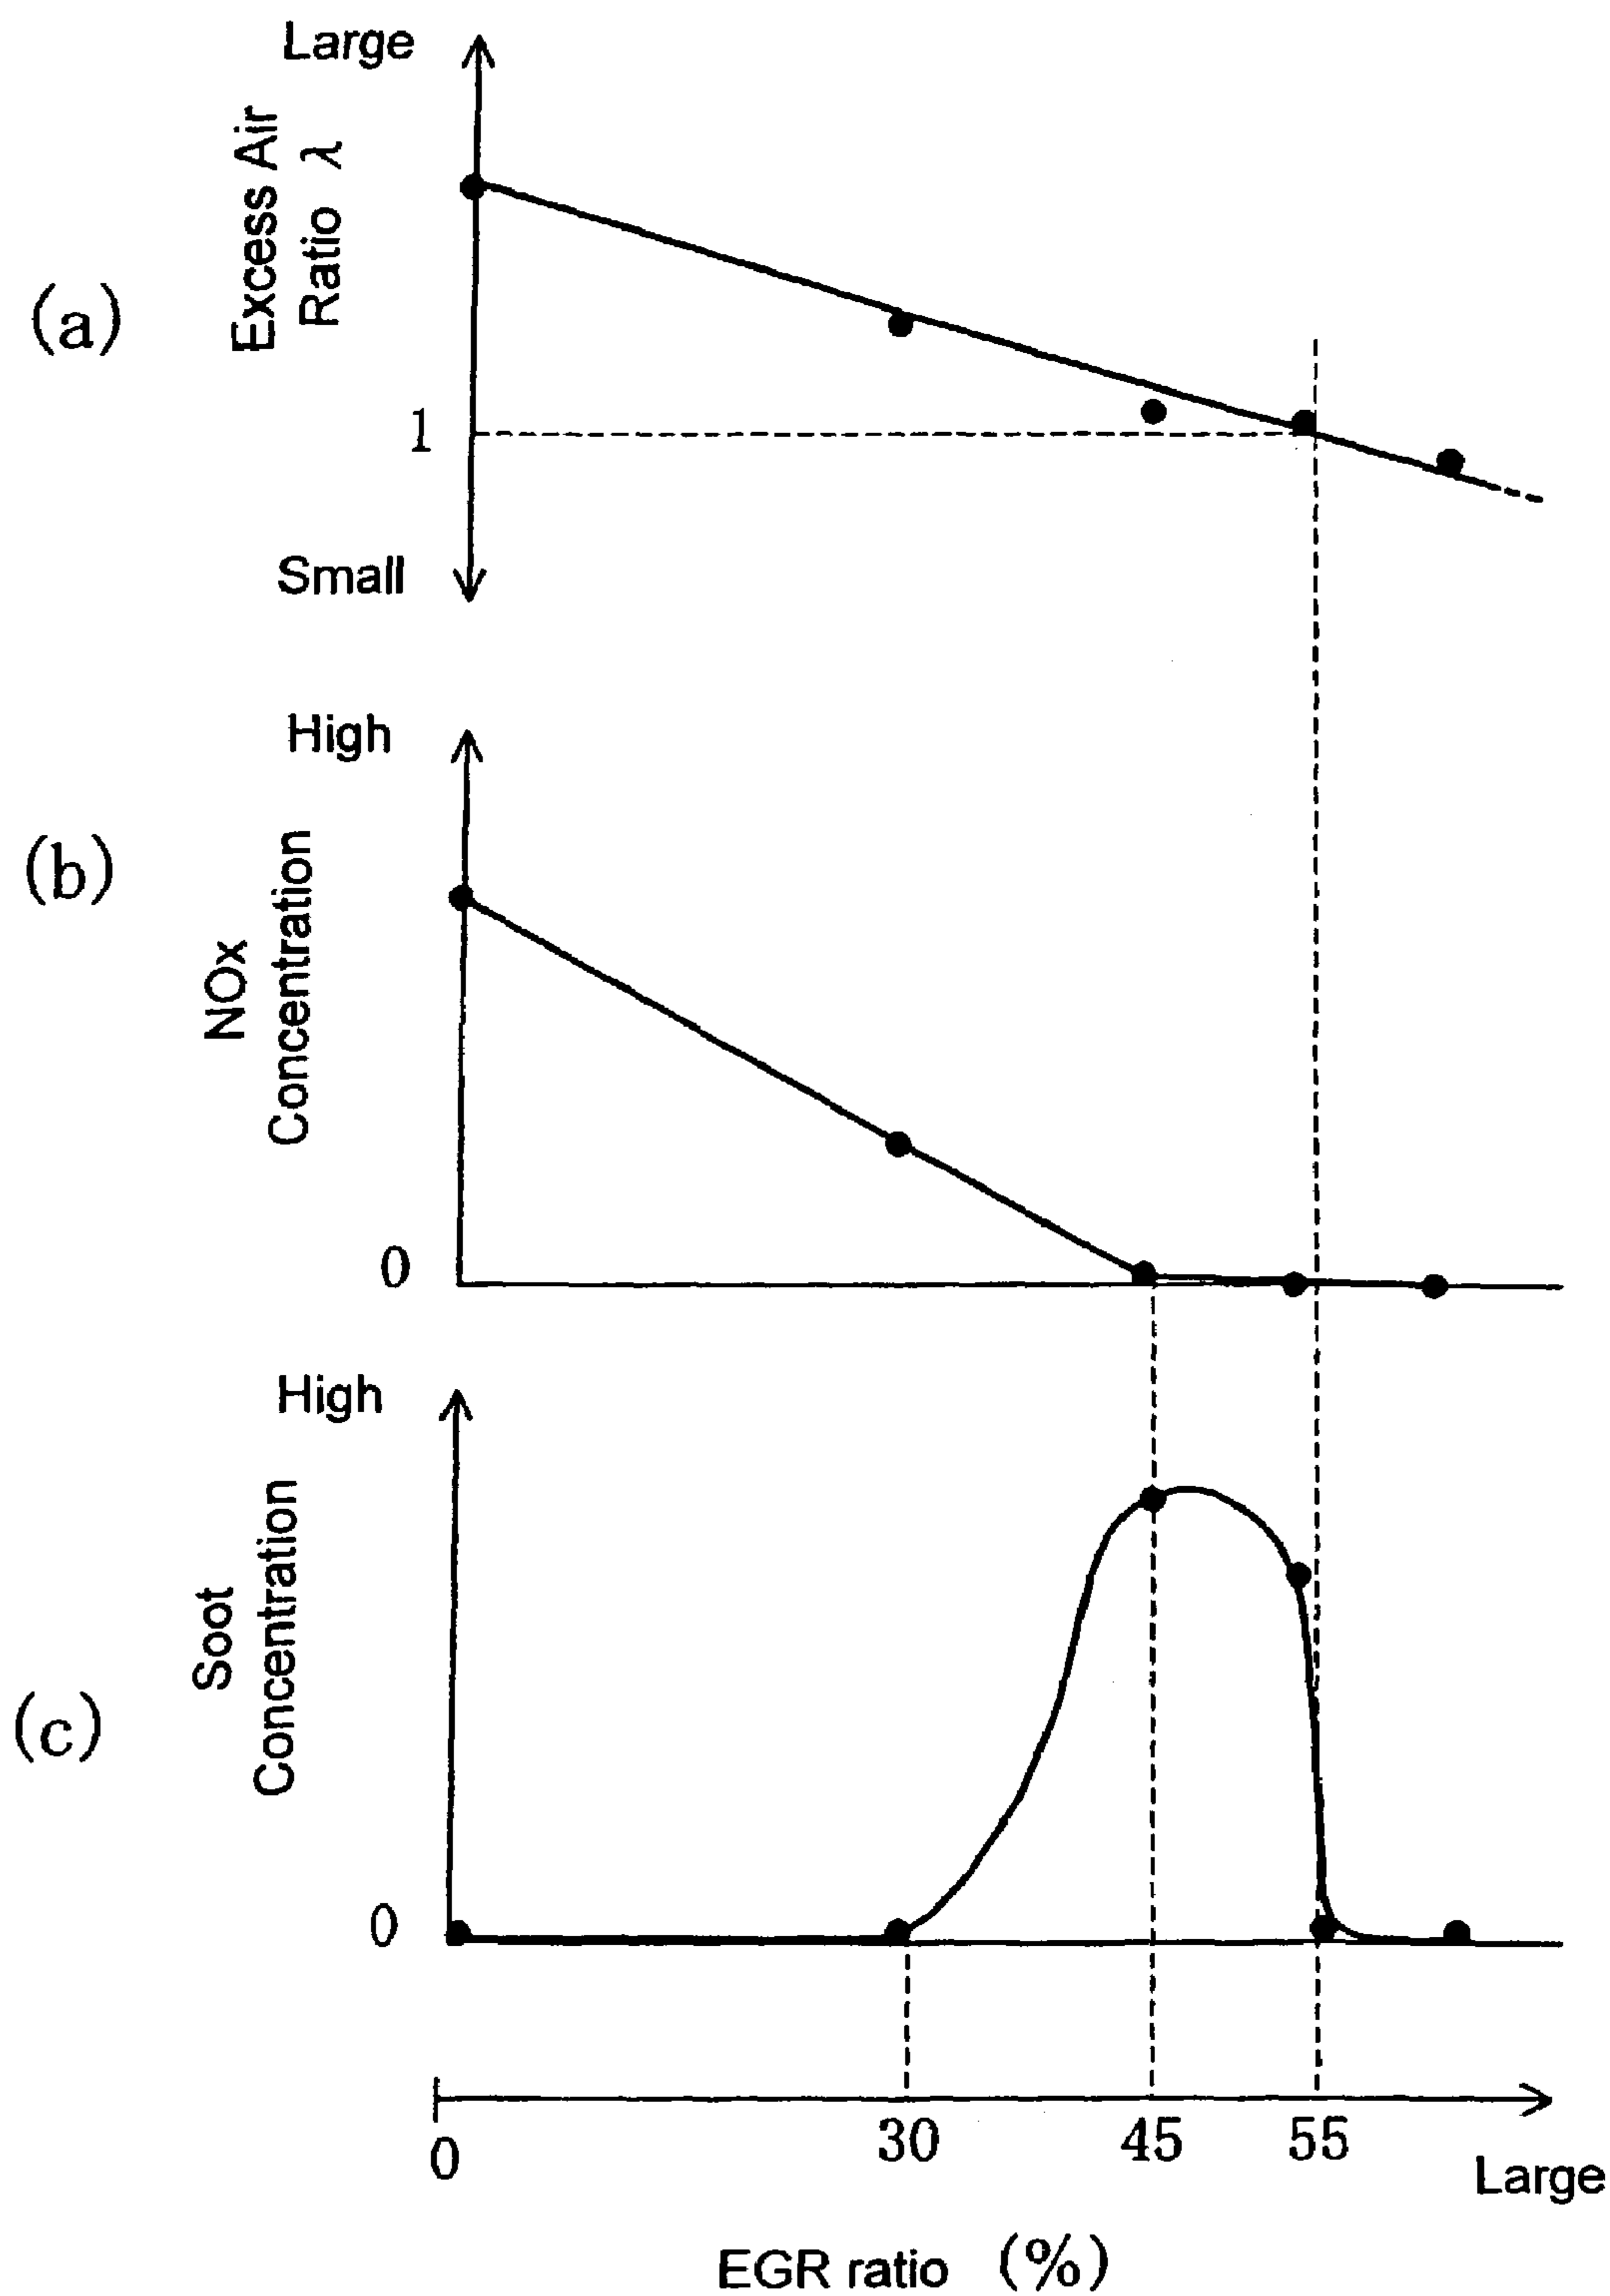 Large
Excess Air
Ratio λ
(a)
1
Small
High
(b)
NOx
Concentration
0
High
Soot
Concentration
(c)
0
0
30
45
55
Large
EGR ratio (%)